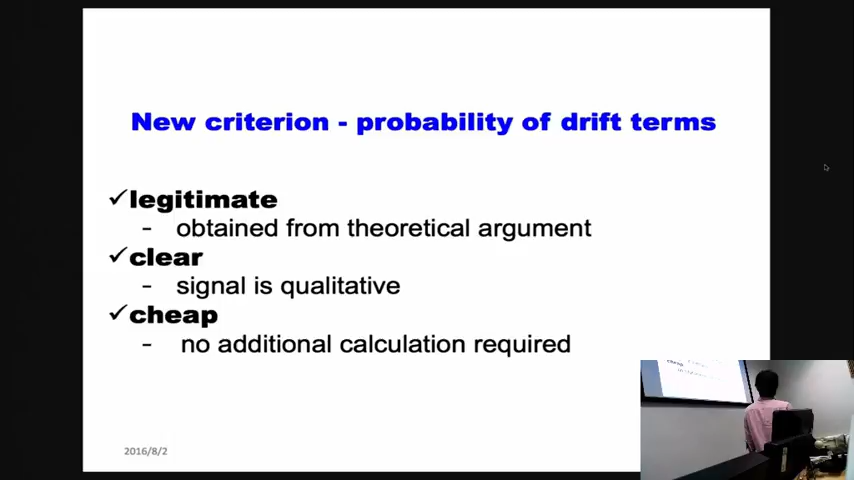 New criterion - probability of drift terms
✓legitimate
- obtained from theoretical argument
✓clear
- signal is qualitative
✓cheap
- no additional calculation required
2016/8/2